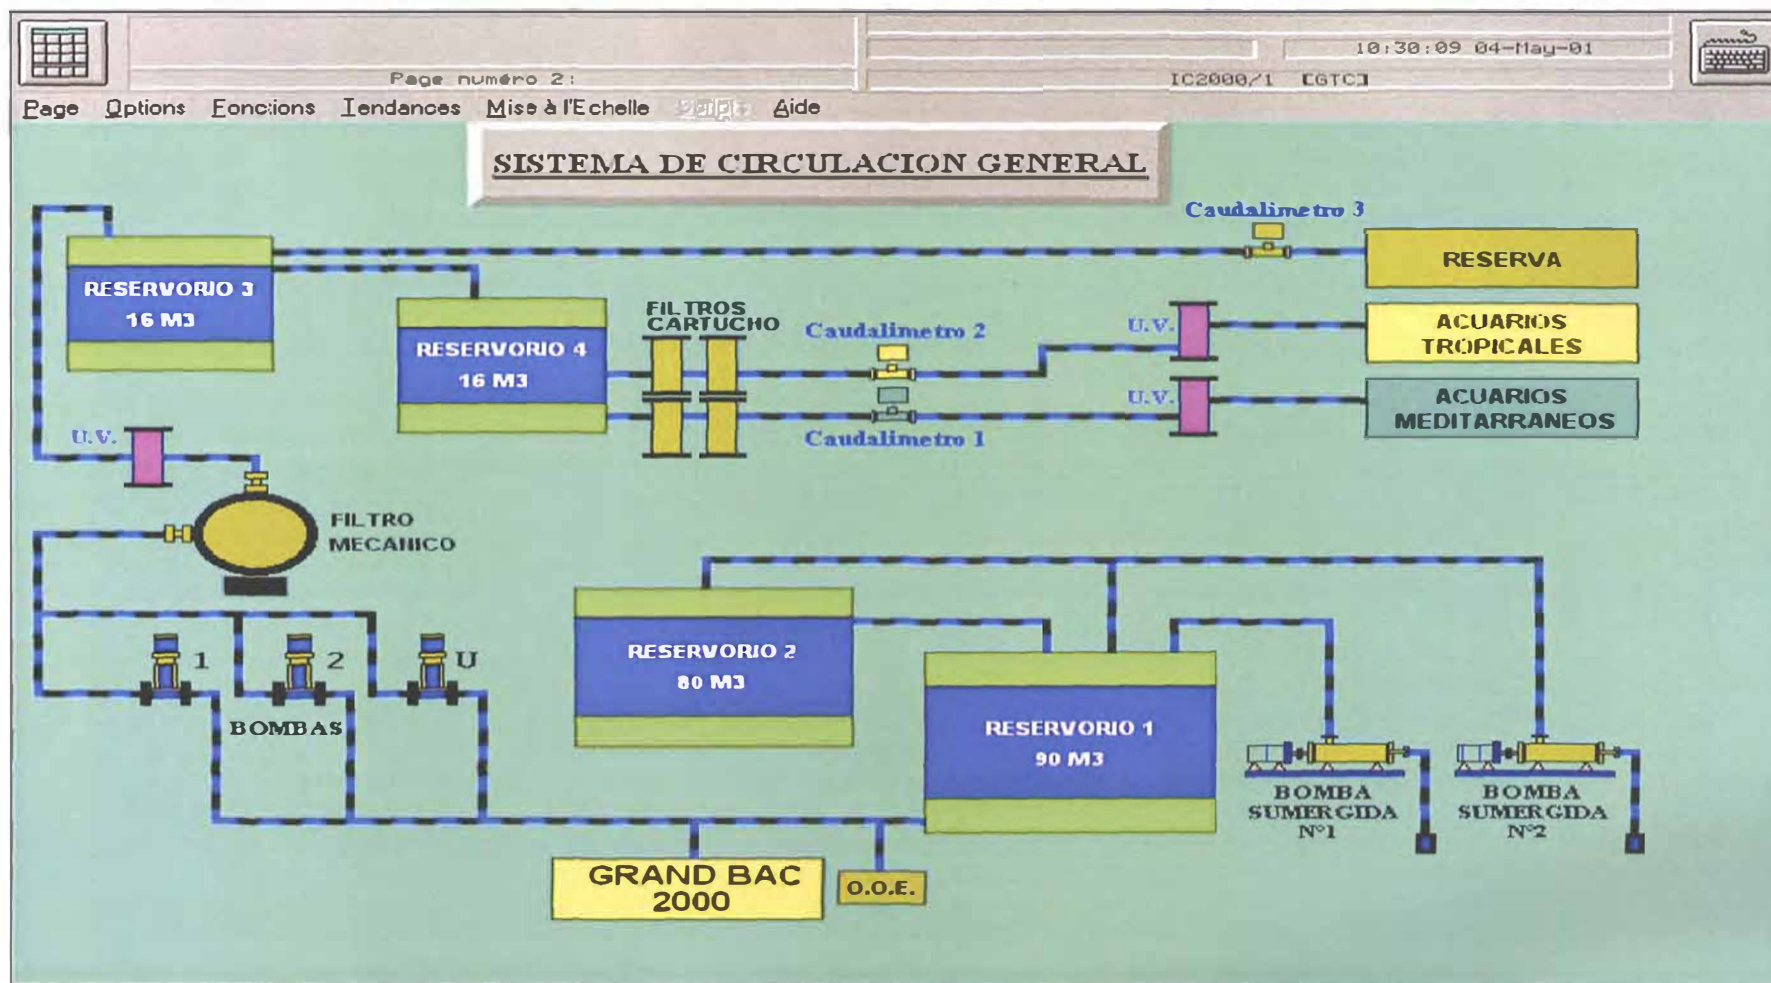 10:30:09 04-May-01
Page numéro 2:
IC2000/1 [GTC]
Page Options Fonctions Tendances Mise à l'Echelle Aide
SISTEMA DE CIRCULACION GENERAL
Caudalimetro 3
RESERVA
RESERVORIO 3
16 M3
FILTROS
CARTUCHO
Caudalimetro 2
U.V.
ACUARIOS
TROPICALES
RESERVORIO 4
16 M3
U.V.
ACUARIOS
MEDITARRANEOS
Caudalimetro 1
U.V.
FILTRO
MECANICO
1
2
U
BOMBAS
RESERVORIO 2
80 M3
RESERVORIO 1
90 M3
BOMBA
SUMERGIDA
N°1
BOMBA
SUMERGIDA
N°2
GRAND BAC
2000
O.O.E.